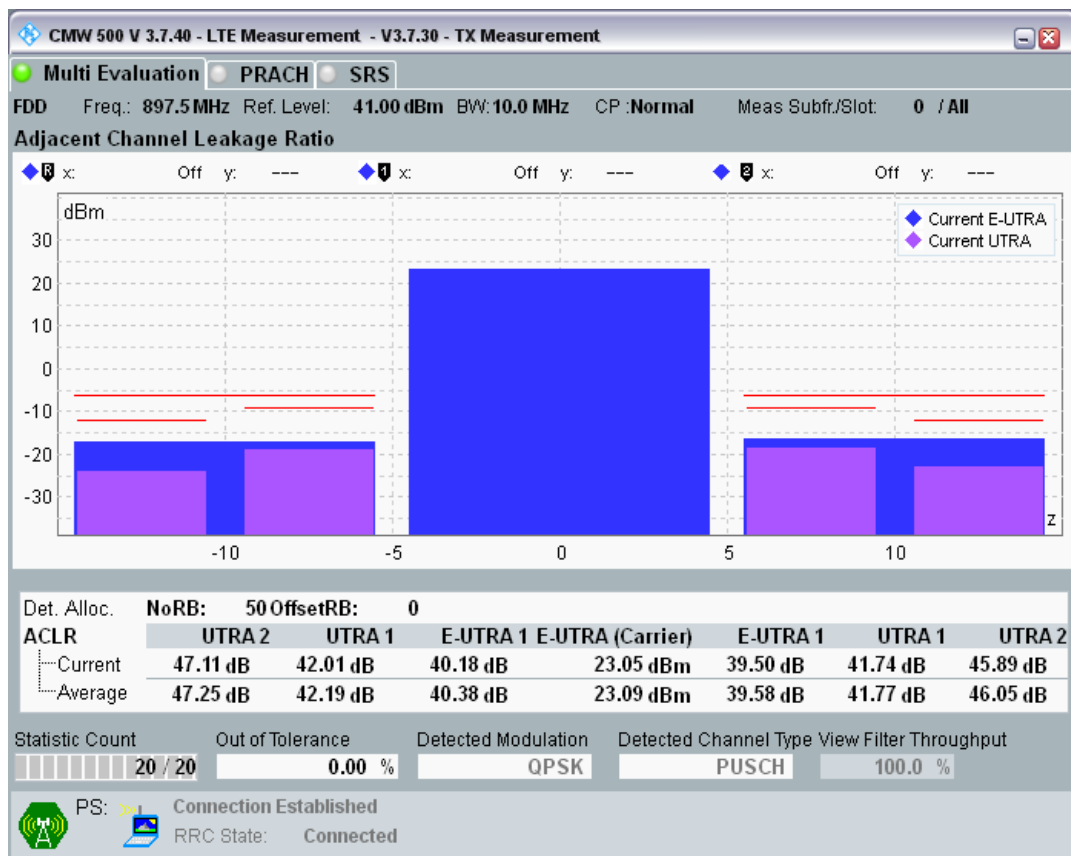 CMW 500 V 3.7.40 - LTE Measurement - V3.7.30 - TX Measurement
Multi Evaluation PRACH SRS
FDD Freq.: 897.5 MHz Ref. Level: 41.00 dBm BW: 10.0 MHz CP :Normal Meas Subfr./Slot: 0 / All
Adjacent Channel Leakage Ratio
R x: Off y: --- 1 x: Off y: --- 2 x: Off y: ---
dBm
Current E-UTRA
Current UTRA
30
20
10
0
-10
-20
-30
z
-10 -5 0 5 10
Det. Alloc. NoRB: 50 OffsetRB: 0
ACLR UTRA 2 UTRA 1 E-UTRA 1 E-UTRA (Carrier) E-UTRA 1 UTRA 1 UTRA 2
Current 47.11 dB 42.01 dB 40.18 dB 23.05 dBm 39.50 dB 41.74 dB 45.89 dB
Average 47.25 dB 42.19 dB 40.38 dB 23.09 dBm 39.58 dB 41.77 dB 46.05 dB
Statistic Count Out of Tolerance Detected Modulation Detected Channel Type View Filter Throughput
20 / 20 0.00 % QPSK PUSCH 100.0 %
PS: Connection Established
RRC State: Connected